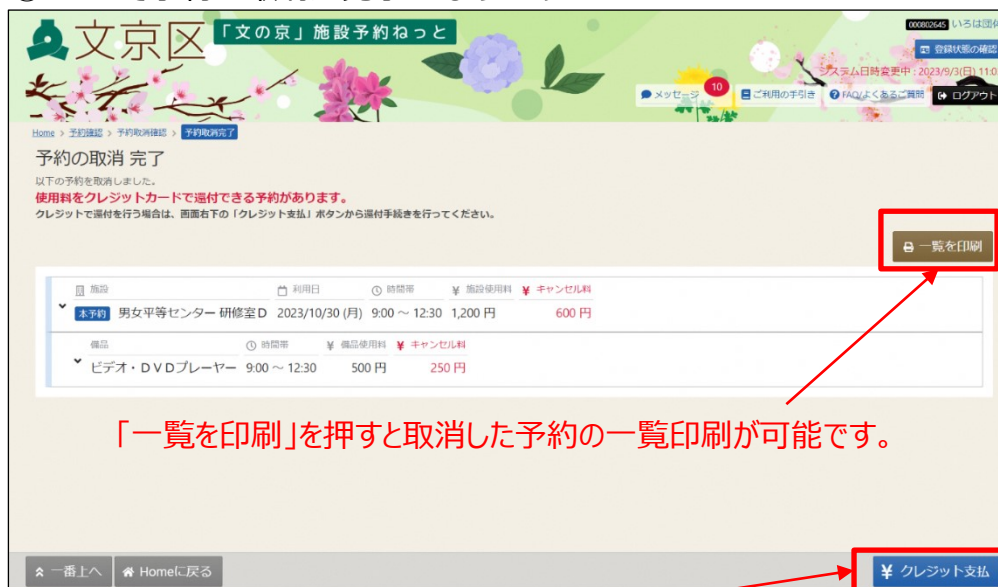 文京区「文の京」施設予約ねっと
000802645 いろは団体
登録状態の確認
システム日時変更中 : 2023/9/3(日) 11:0
メッセージ 10 ご利用の手引き FAQ/よくあるご質問 ログアウト
Home > 予約確認 > 予約取消確認 > 予約取消完了
予約の取消 完了
以下の予約を取消しました。
使用料をクレジットカードで還付できる予約があります。
クレジットで還付を行う場合は、画面右下の「クレジット支払」ボタンから還付手続きを行ってください。
一覧を印刷
施設 利用日 時間帯 ¥ 施設使用料 ¥ キャンセル料
本予約 男女平等センター 研修室D 2023/10/30 (月) 9:00 ~ 12:30 1,200 円 600 円
備品 時間帯 ¥ 備品使用料 ¥ キャンセル料
ビデオ・DVDプレーヤー 9:00 ~ 12:30 500 円 250 円
「一覧を印刷」を押すと取消した予約の一覧印刷が可能です。
一番上へ Homeに戻る ¥ クレジット支払